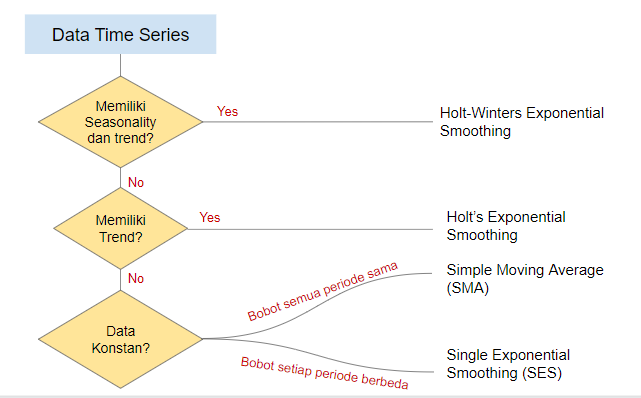 Data Time Series
Memiliki
Seasonality
dan trend?
Yes
Holt-Winters Exponential
Smoothing
No
Memiliki
Trend?
Yes
Holt's Exponential
Smoothing
No
Data
Konstan?
Bobot semua periode sama
Simple Moving Average
(SMA)
Bobot setiap periode berbeda
Single Exponential
Smoothing (SES)